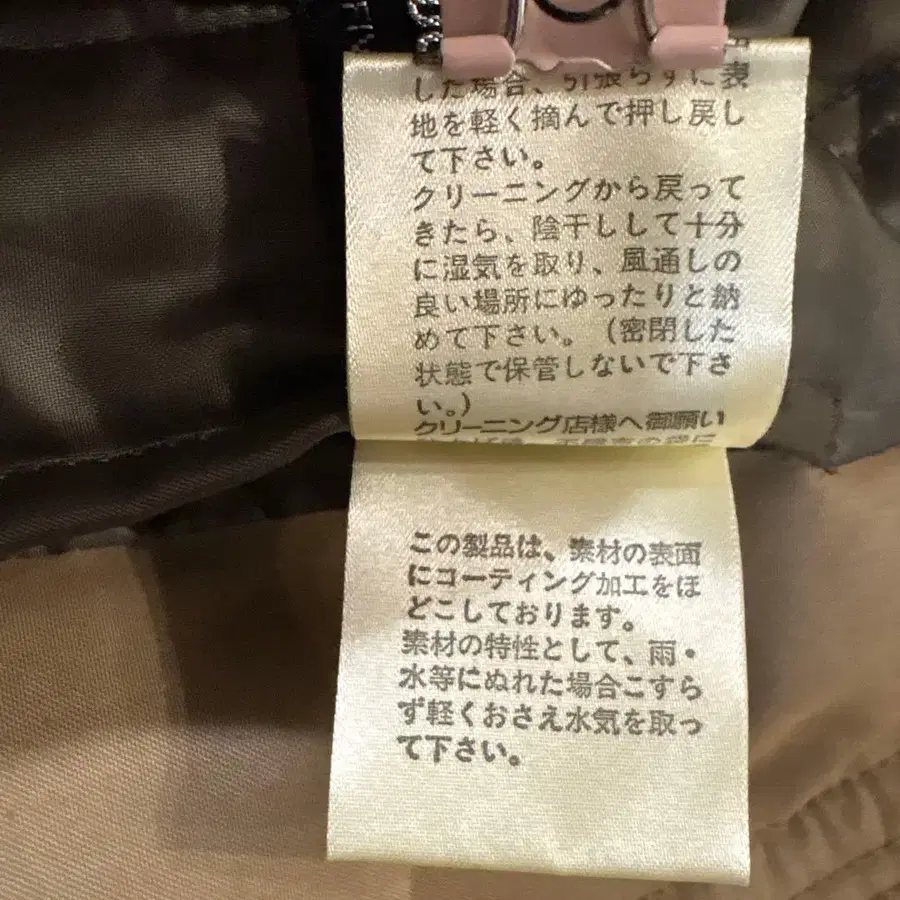 した場合、引張らずに表
地を軽く摘んで押し戻し
て下さい。
クリーニングから戻って
きたら、陰干しして十分
に湿気を取り、風通しの
良い場所にゆったりと納
めて下さい。（密閉した
状態で保管しないで下さ
い。）
クリーニング店様へ御願い
この製品は、素材の表面
にコーティング加工をほ
どこしております。
素材の特性として、雨・
水等にぬれた場合こすら
ず軽くおさえ水気を取っ
て下さい。